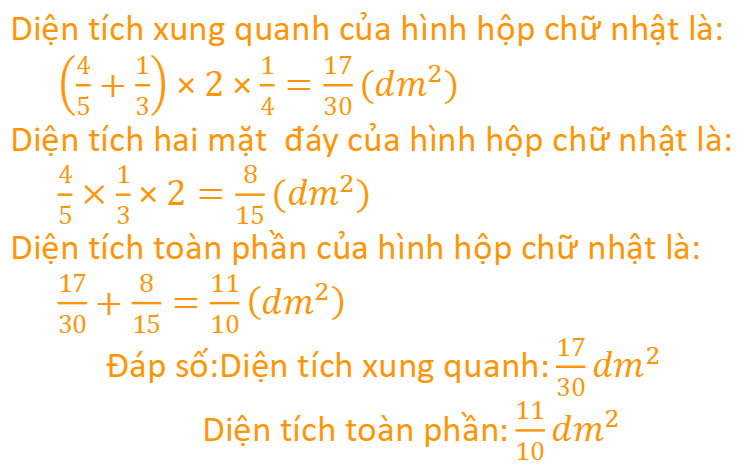 Diện tích xung quanh của hình hộp chữ nhật là:
(4/5 + 1/3) × 2 × 1/4 = 17/30 (dm²)
Diện tích hai mặt đáy của hình hộp chữ nhật là:
4/5 × 1/3 × 2 = 8/15 (dm²)
Diện tích toàn phần của hình hộp chữ nhật là:
17/30 + 8/15 = 11/10 (dm²)
Đáp số:Diện tích xung quanh: 17/30 dm²
Diện tích toàn phần: 11/10 dm²